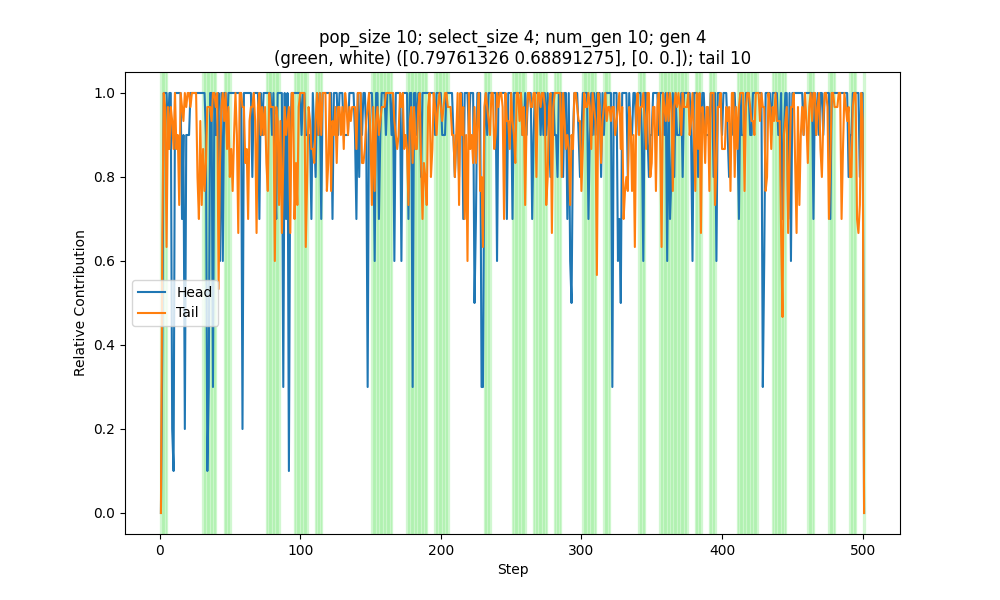 pop_size 10; select_size 4; num_gen 10; gen 4
(green, white) ([0.79761326 0.68891275], [0. 0.]); tail 10
1.0
0.8
0.6
0.4
0.2
0.0
Relative Contribution
Head
Tail
0
100
200
300
400
500
Step